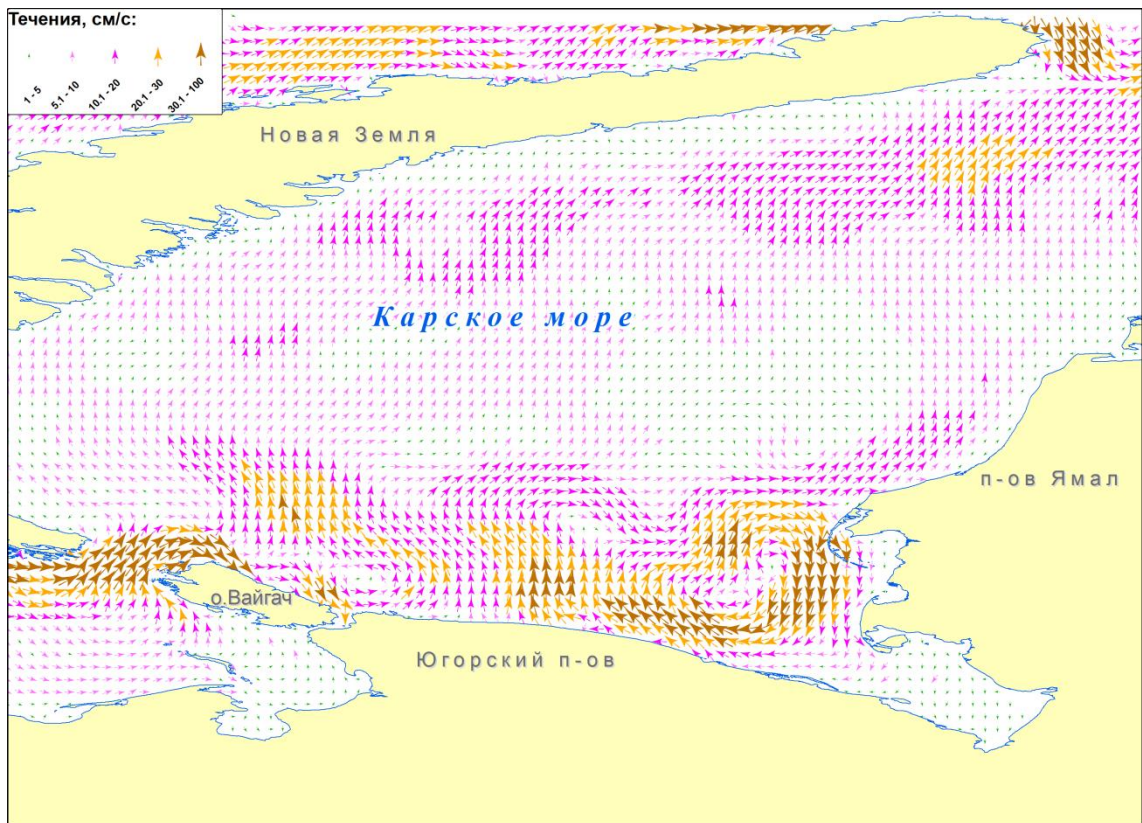 Течения, см/с:
1 - 5
5.1 - 10
10.1 - 20
20.1 - 30
30.1 - 100
Новая Земля
Карское море
п-ов Ямал
о.Вайгач
Югорский п-ов